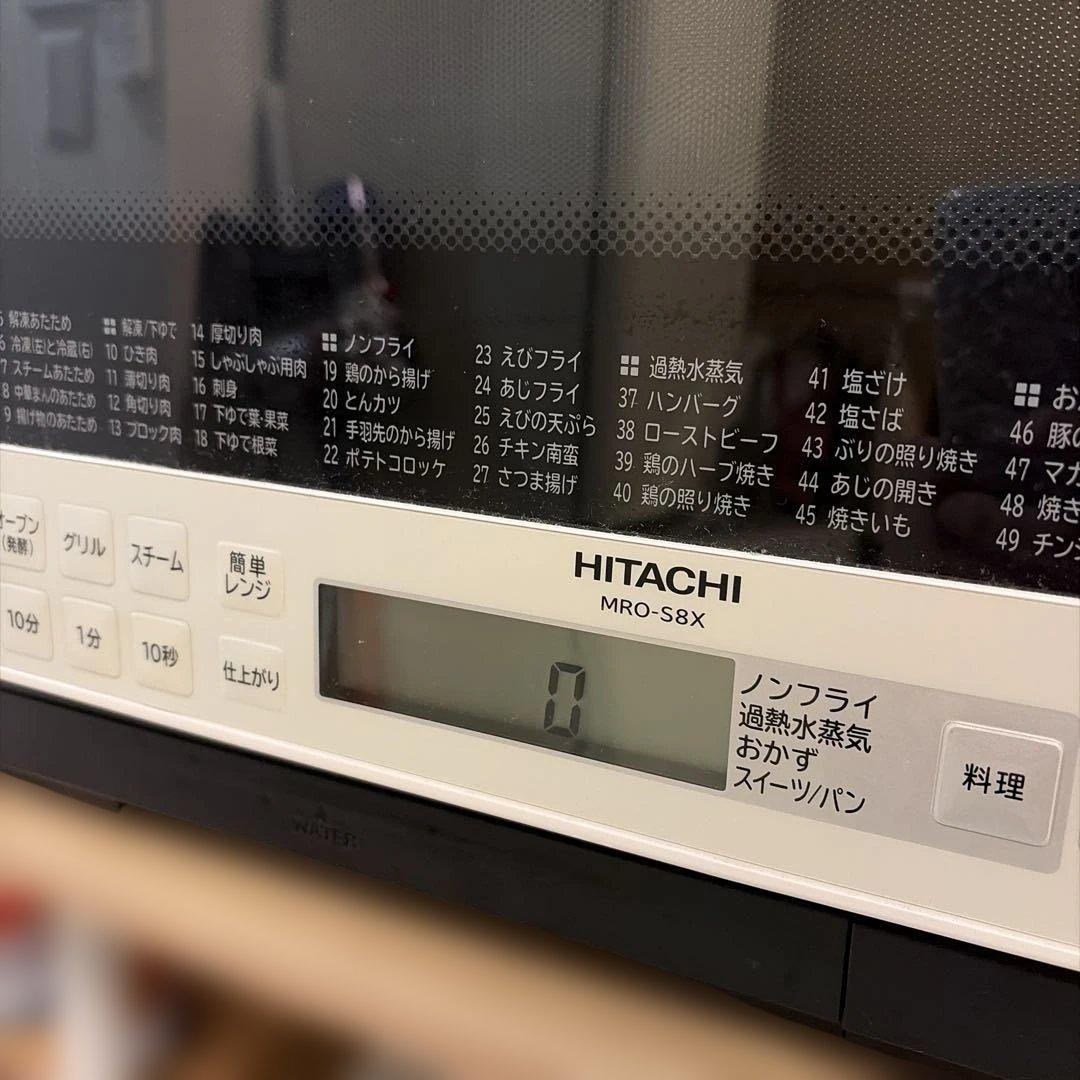 解凍あたため
冷凍(左)と冷蔵(右)
7 スチームあたため
8 中華まんのあたため
9 揚げ物のあたため
解凍/下ゆで
10 ひき肉
11 薄切り肉
12 角切り肉
13 ブロック肉
14 厚切り肉
15 しゃぶしゃぶ用肉
16 刺身
17 下ゆで葉・果菜
18 下ゆで根菜
ノンフライ
19 鶏のから揚げ
20 とんカツ
21 手羽先のから揚げ
22 ポテトコロッケ
23 えびフライ
24 あじフライ
25 えびの天ぷら
26 チキン南蛮
27 さつま揚げ
過熱水蒸気
37 ハンバーグ
38 ローストビーフ
39 鶏のハーブ焼き
40 鶏の照り焼き
41 塩ざけ
42 塩さば
43 ぶりの照り焼き
44 あじの開き
45 焼きいも
お
46 豚の
47 マカ
48 焼き
49 チン
オーブン
(発酵)
グリル
スチーム
簡単
レンジ
10分
1分
10秒
仕上がり
HITACHI
MRO-S8X
0
ノンフライ
過熱水蒸気
おかず
スイーツ/パン
料理
WATER